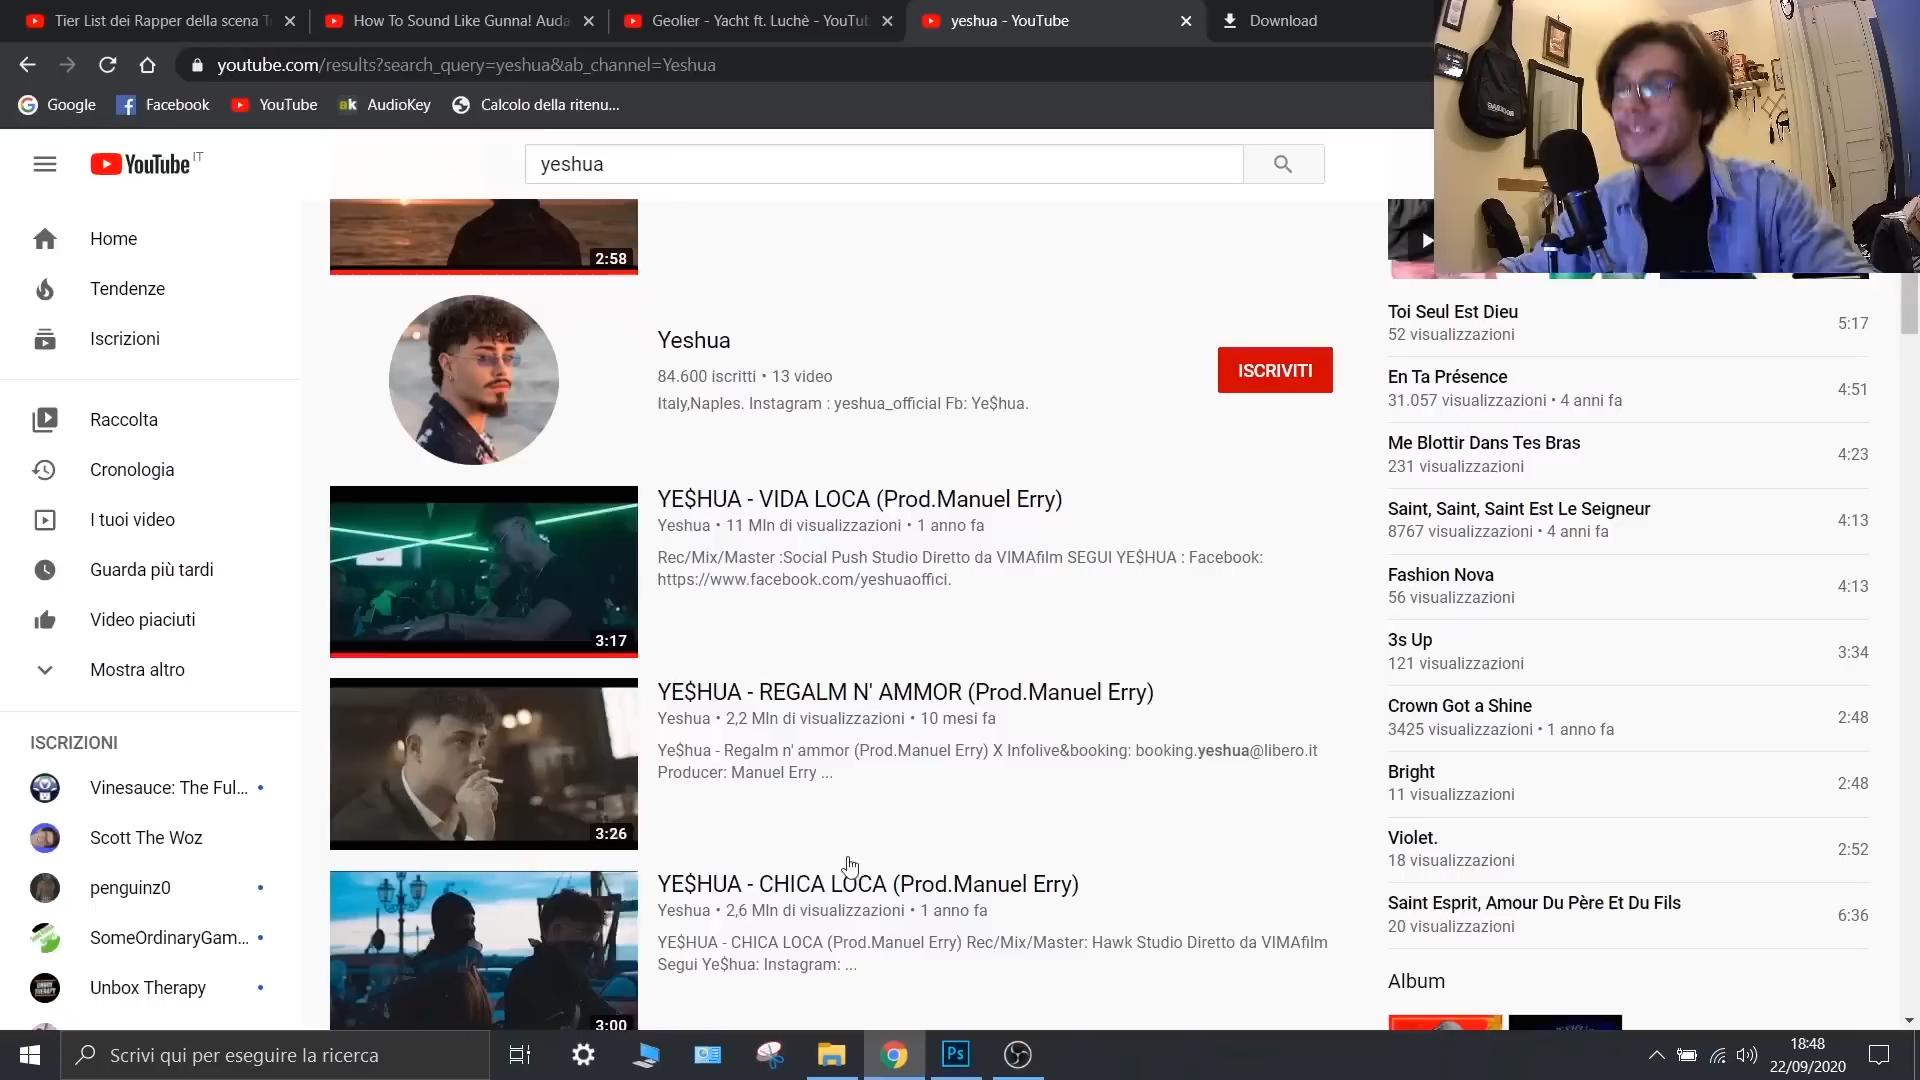 Tier List dei Rapper della scena
How To Sound Like Gunna! Auda
Geolier - Yacht ft. Luchè - YouTu
yeshua - YouTube
Download
youtube.com/results?search_query=yeshua&ab_channel=Yeshua
Google
Facebook
YouTube
ak AudioKey
Calcolo della ritenu...
YouTube IT
yeshua
Home
Tendenze
Iscrizioni
Raccolta
Cronologia
I tuoi video
Guarda più tardi
Video piaciuti
Mostra altro
ISCRIZIONI
Vinesauce: The Ful...
Scott The Woz
penguinz0
SomeOrdinaryGam...
Unbox Therapy
2:58
Yeshua
84.600 iscritti • 13 video
Italy,Naples. Instagram : yeshua_official Fb: Ye$hua.
ISCRIVITI
3:17
YE$HUA - VIDA LOCA (Prod.Manuel Erry)
Yeshua • 11 Mln di visualizzazioni • 1 anno fa
Rec/Mix/Master :Social Push Studio Diretto da VIMAfilm SEGUI YE$HUA : Facebook:
https://www.facebook.com/yeshuaoffici.
3:26
YE$HUA - REGALM N' AMMOR (Prod.Manuel Erry)
Yeshua • 2,2 Mln di visualizzazioni • 10 mesi fa
Ye$hua - Regalm n' ammor (Prod.Manuel Erry) X Infolive&booking: booking.yeshua@libero.it
Producer: Manuel Erry ...
3:00
YE$HUA - CHICA LOCA (Prod.Manuel Erry)
Yeshua • 2,6 Mln di visualizzazioni • 1 anno fa
YE$HUA - CHICA LOCA (Prod.Manuel Erry) Rec/Mix/Master: Hawk Studio Diretto da VIMAfilm
Segui Ye$hua: Instagram: ...
Toi Seul Est Dieu
52 visualizzazioni
5:17
En Ta Présence
31.057 visualizzazioni • 4 anni fa
4:51
Me Blottir Dans Tes Bras
231 visualizzazioni
4:23
Saint, Saint, Saint Est Le Seigneur
8767 visualizzazioni • 4 anni fa
4:13
Fashion Nova
56 visualizzazioni
4:13
3s Up
121 visualizzazioni
3:34
Crown Got a Shine
3425 visualizzazioni • 1 anno fa
2:48
Bright
11 visualizzazioni
2:48
Violet.
18 visualizzazioni
2:52
Saint Esprit, Amour Du Père Et Du Fils
20 visualizzazioni
6:36
Album
Scrivi qui per eseguire la ricerca
Ps
18:48
22/09/2020